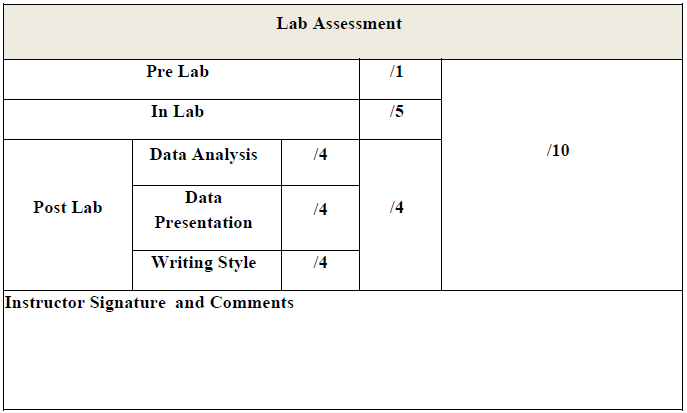 Lab Assessment
Pre Lab
/1
/10
In Lab
/5
Post Lab
Data Analysis
/4
/4
Data
Presentation
/4
Writing Style
/4
Instructor Signature and Comments